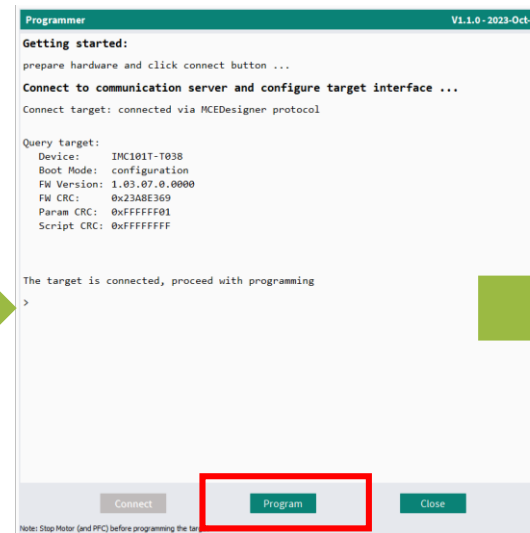 Programmer V1.1.0 - 2023-Oct-
Getting started:
prepare hardware and click connect button ...
Connect to communication server and configure target interface ...
Connect target: connected via MCEDesigner protocol
Query target:
Device: IMC101T-T038
Boot Mode: configuration
FW Version: 1.03.07.0.0000
FW CRC: 0x23A8E369
Param CRC: 0xFFFFFF01
Script CRC: 0xFFFFFFFF
The target is connected, proceed with programming
>
Connect Program Close
Note: Stop Motor (and PFC) before programming the